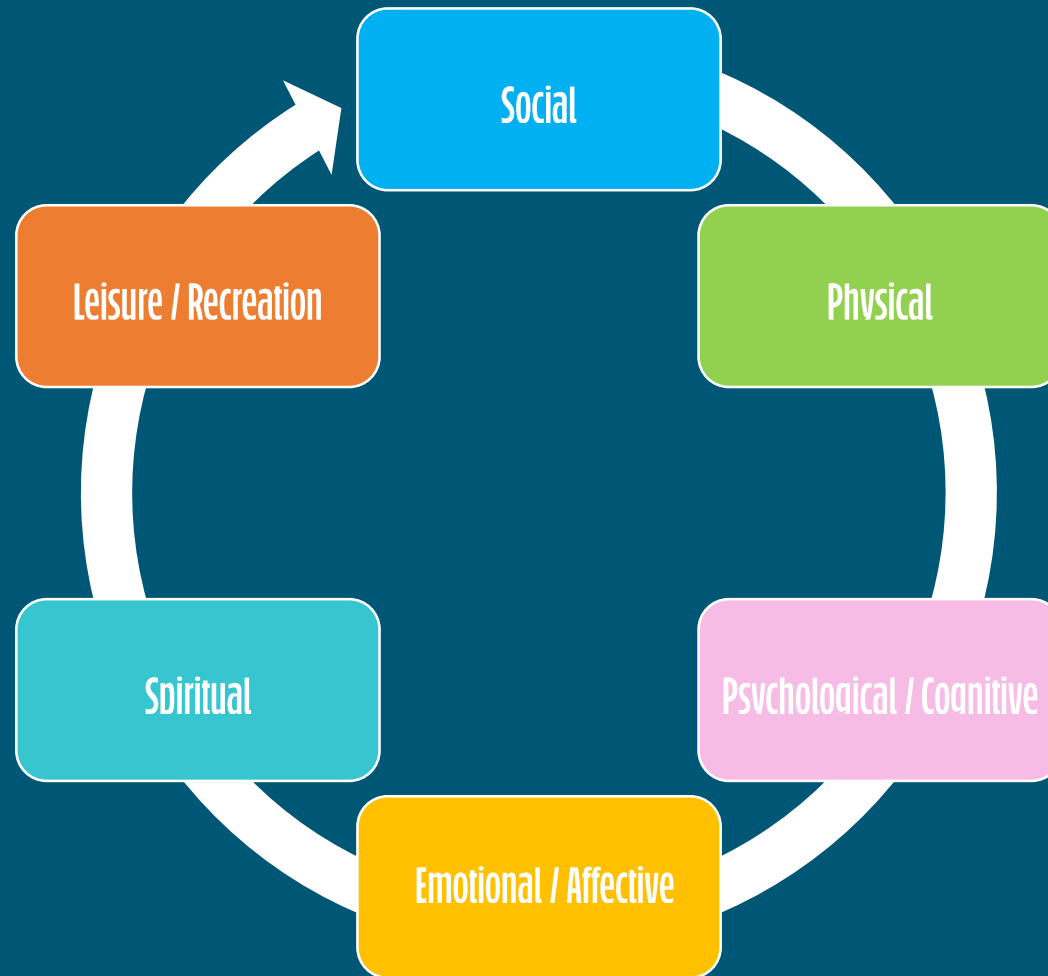 Social
Physical
Psychological / Cognitive
Emotional / Affective
Spiritual
Leisure / Recreation